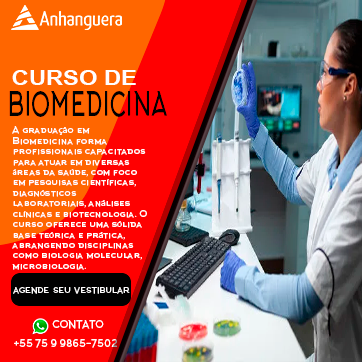 Anhanguera
CURSO DE
BIOMEDICINA
A graduação em
Biomedicina forma
profissionais capacitados
para atuar em diversas
áreas da saúde, com foco
em pesquisas científicas,
diagnósticos
laboratoriais, análises
clínicas e biotecnologia. O
curso oferece uma sólida
base teórica e prática,
abrangendo disciplinas
como biologia molecular,
microbiologia.
AGENDE SEU VESTIBULAR
CONTATO
+55 75 9 9865-7502